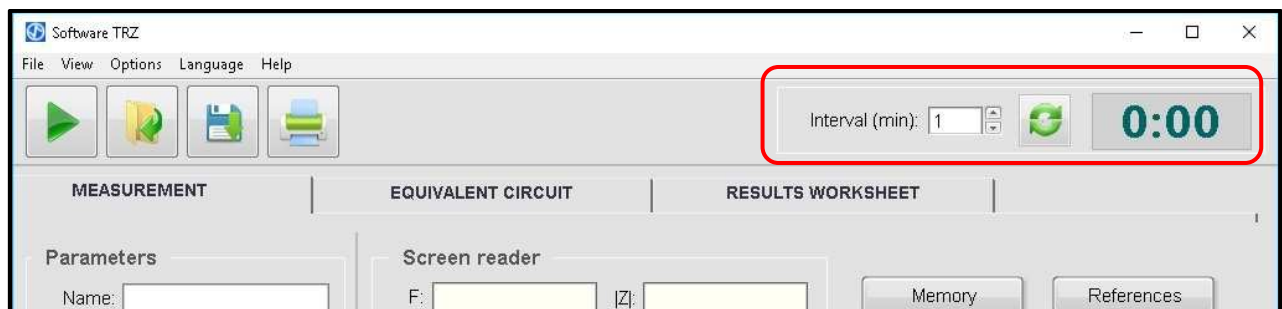 Software TRZ
File View Options Language Help
Interval (min): 1 0:00
MEASUREMENT EQUIVALENT CIRCUIT RESULTS WORKSHEET
Parameters Screen reader
Name: F: |Z|: Memory References